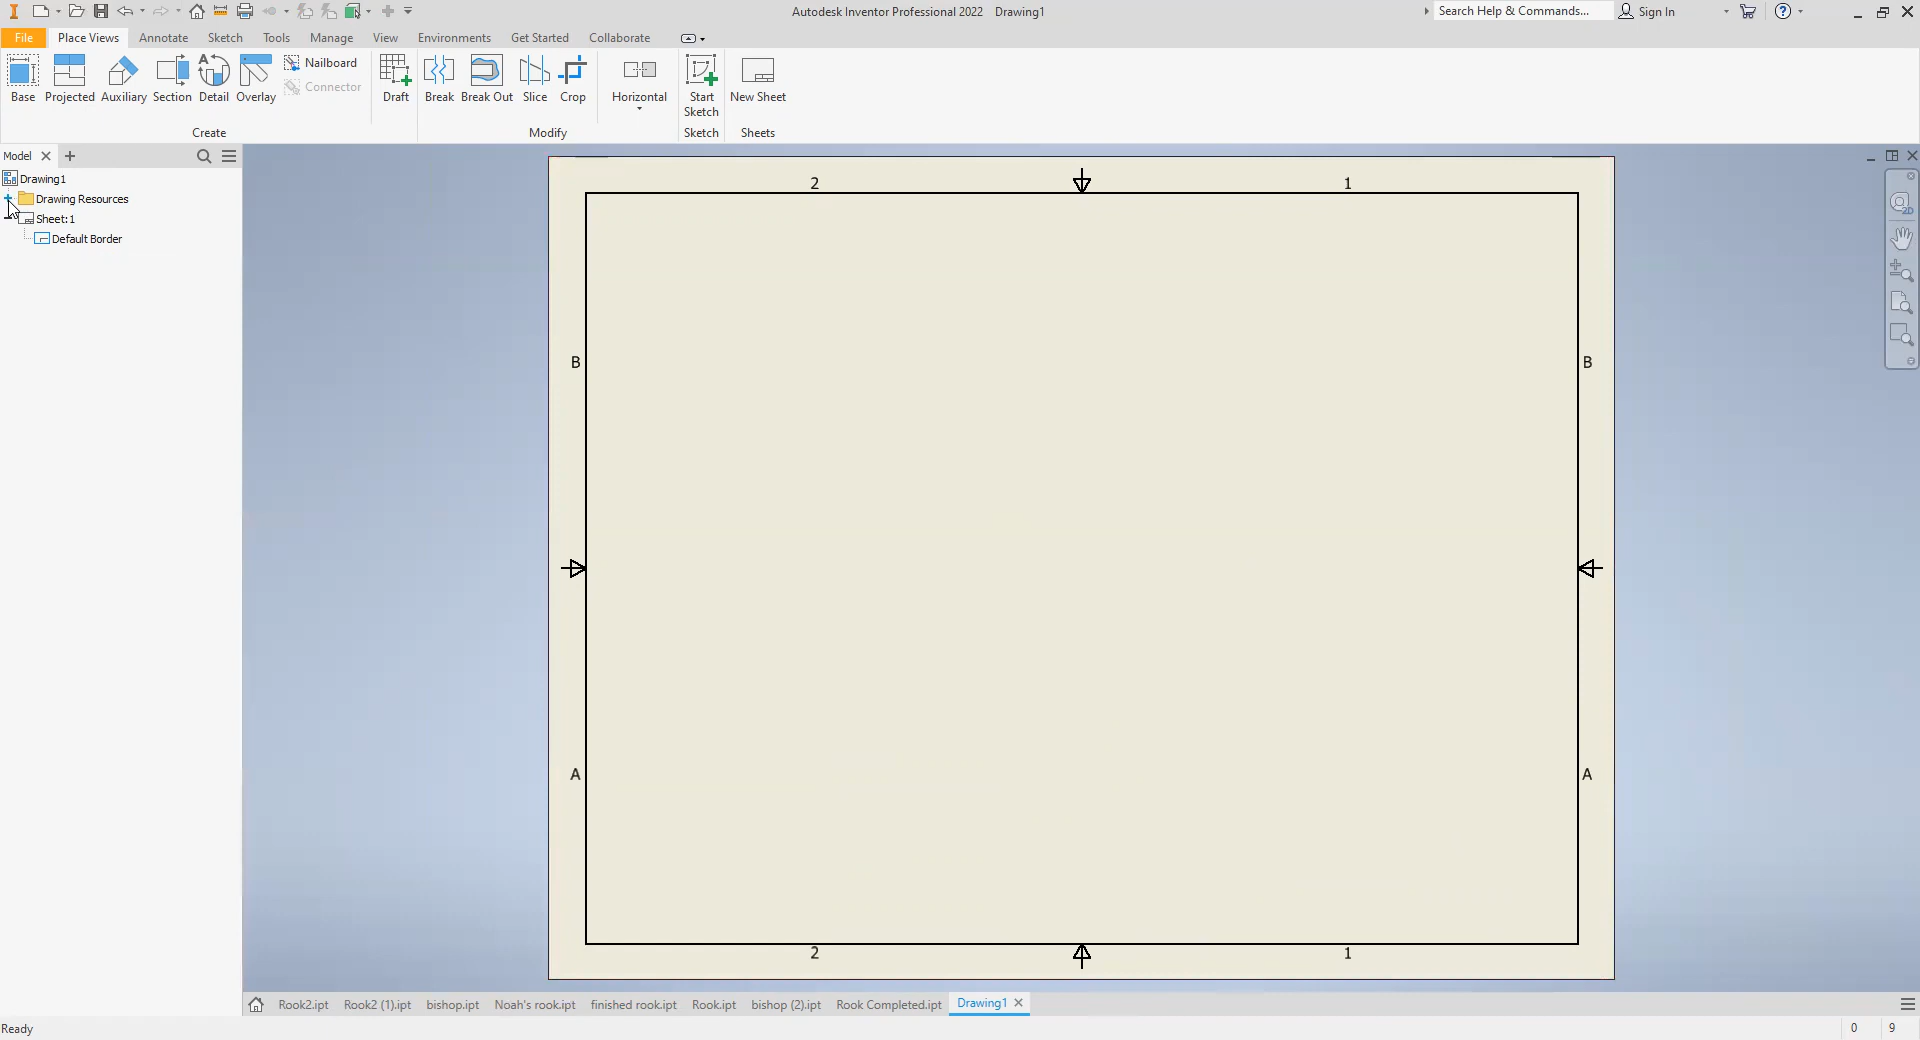 Autodesk Inventor Professional 2022 Drawing1
Search Help & Commands...
Sign In
File
Place Views
Annotate
Sketch
Tools
Manage
View
Environments
Get Started
Collaborate
Base
Projected
Auxiliary
Section
Detail
Overlay
Nailboard
Connector
Draft
Break
Break Out
Slice
Crop
Horizontal
Start
Sketch
New Sheet
Create
Modify
Sketch
Sheets
Model
Drawing1
Drawing Resources
Sheet:1
Default Border
2
1
B
B
A
A
2
1
2D
Rook2.ipt
Rook2 (1).ipt
bishop.ipt
Noah's rook.ipt
finished rook.ipt
Rook.ipt
bishop (2).ipt
Rook Completed.ipt
Drawing1
Ready
0
9